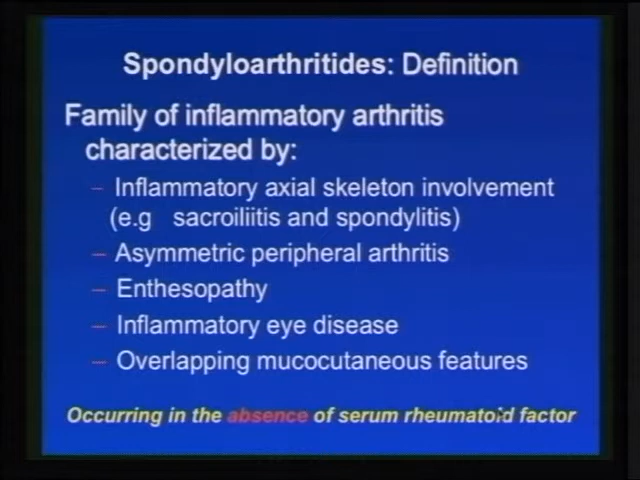 Spondyloarthritides: Definition
Family of inflammatory arthritis
characterized by:
– Inflammatory axial skeleton involvement
(e.g sacroiliitis and spondylitis)
– Asymmetric peripheral arthritis
– Enthesopathy
– Inflammatory eye disease
– Overlapping mucocutaneous features
Occurring in the absence of serum rheumatoid factor